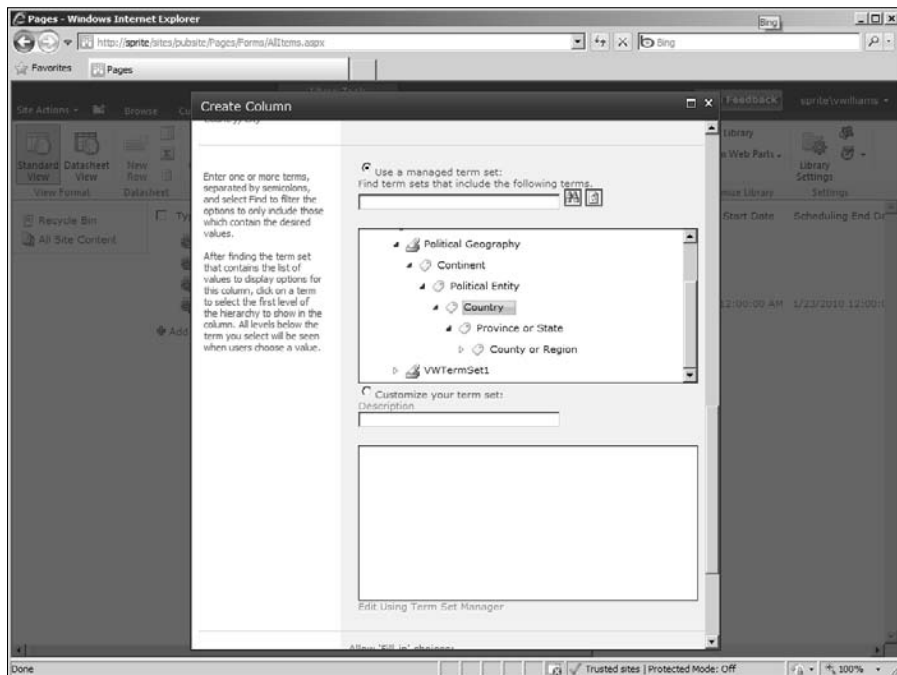 Pages - Windows Internet Explorer
Bing
http://sprite/sites/pubsite/Pages/Forms/AllItems.aspx
Bing
Favorites
Pages
Site Actions
Browse
Create Column
Feedback
sprite\vwilliams
Standard View
Datasheet View
New Row
View Format
Datasheet
Library
Web Parts
Library Settings
Settings
Recycle Bin
All Site Content
Start Date
Scheduling End
12:00:00 AM
1/23/2010 12:00:
Add
Enter one or more terms,
separated by semicolons,
and select Find to filter the
options to only include those
which contain the desired
values.
After finding the term set
that contains the list of
values to display options for
this column, click on a term
to select the first level of
the hierarchy to show in the
column. All levels below the
term you select will be seen
when users choose a value.
Use a managed term set:
Find term sets that include the following terms.
Political Geography
Continent
Political Entity
Country
Province or State
County or Region
VWTermSet1
Customize your term set:
Description
Edit Using Term Set Manager
Allow 'Fill-in' choices:
Done
Trusted sites | Protected Mode: Off
100%